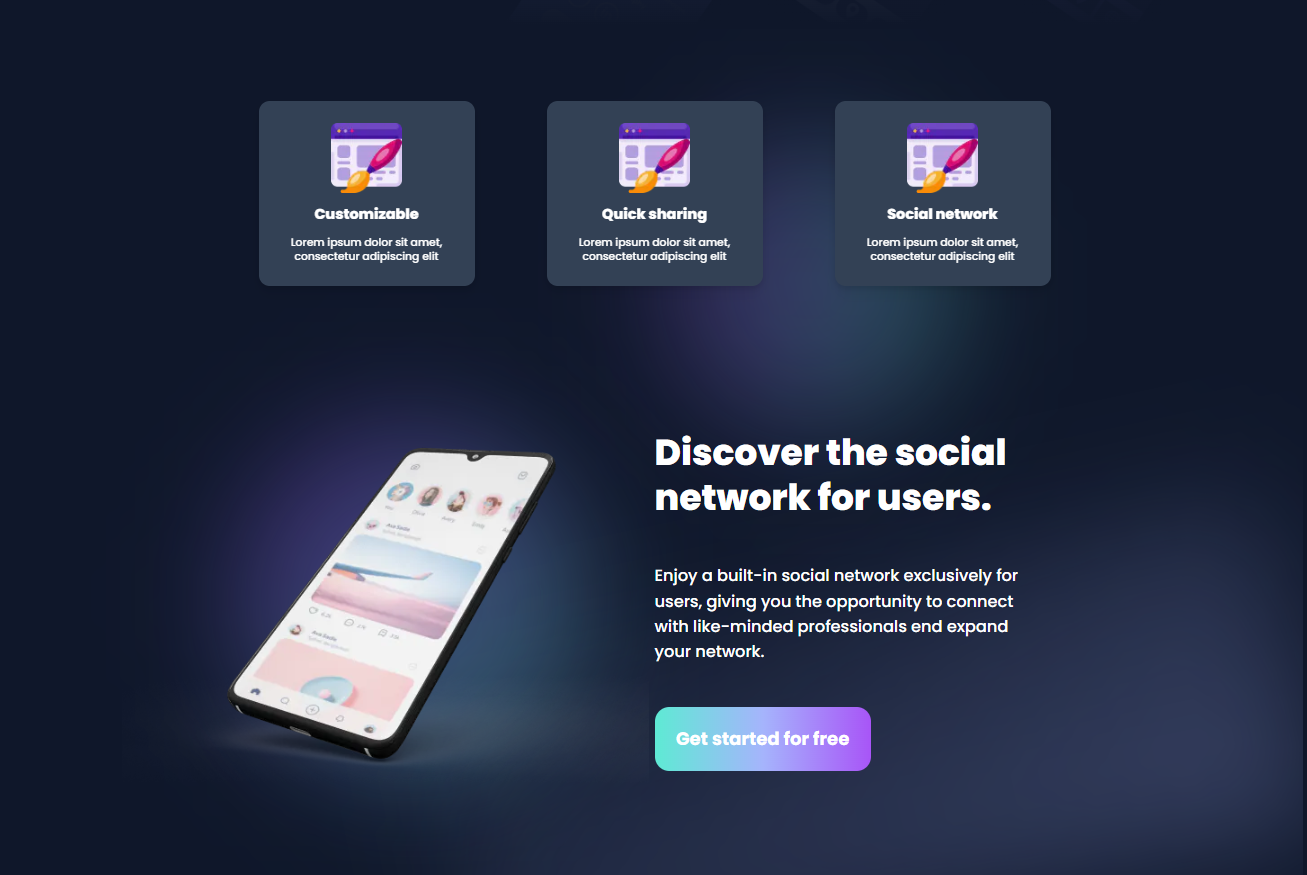 Customizable
Lorem ipsum dolor sit amet,
consectetur adipiscing elit
Quick sharing
Lorem ipsum dolor sit amet,
consectetur adipiscing elit
Social network
Lorem ipsum dolor sit amet,
consectetur adipiscing elit
Discover the social
network for users.
Enjoy a built-in social network exclusively for
users, giving you the opportunity to connect
with like-minded professionals end expand
your network.
Get started for free